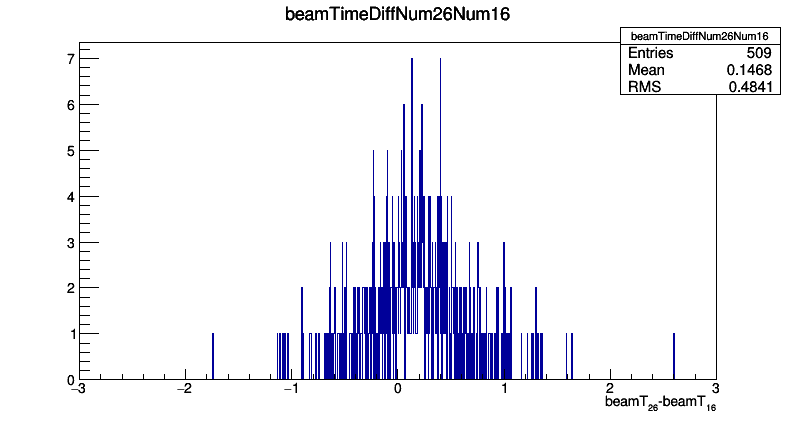 beamTimeDiffNum26Num16
beamTimeDiffNum26Num16
Entries 509
Mean 0.1468
RMS 0.4841
7
6
5
4
3
2
1
0
−3 −2 −1 0 1 2 3
beamT26-beamT16